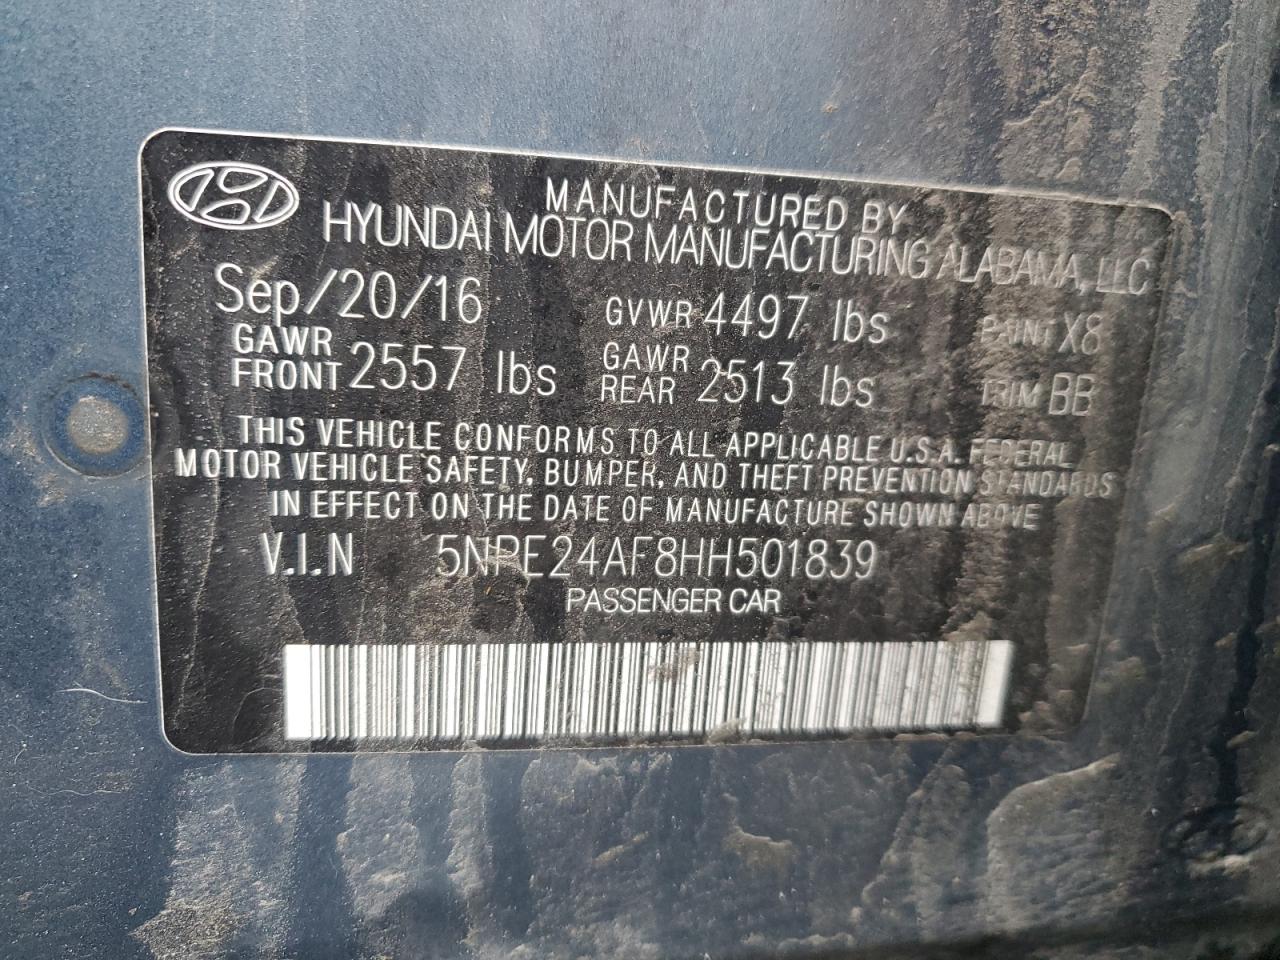 MANUFACTURED BY
HYUNDAI MOTOR MANUFACTURING ALABAMA, LLC
Sep/20/16 GVWR 4497 lbs PAINT X8
GAWR FRONT 2557 lbs GAWR REAR 2513 lbs TRIM BB
THIS VEHICLE CONFORMS TO ALL APPLICABLE U.S.A. FEDERAL
MOTOR VEHICLE SAFETY, BUMPER, AND THEFT PREVENTION STANDARDS
IN EFFECT ON THE DATE OF MANUFACTURE SHOWN ABOVE
V.I.N 5NPE24AF8HH501839
PASSENGER CAR